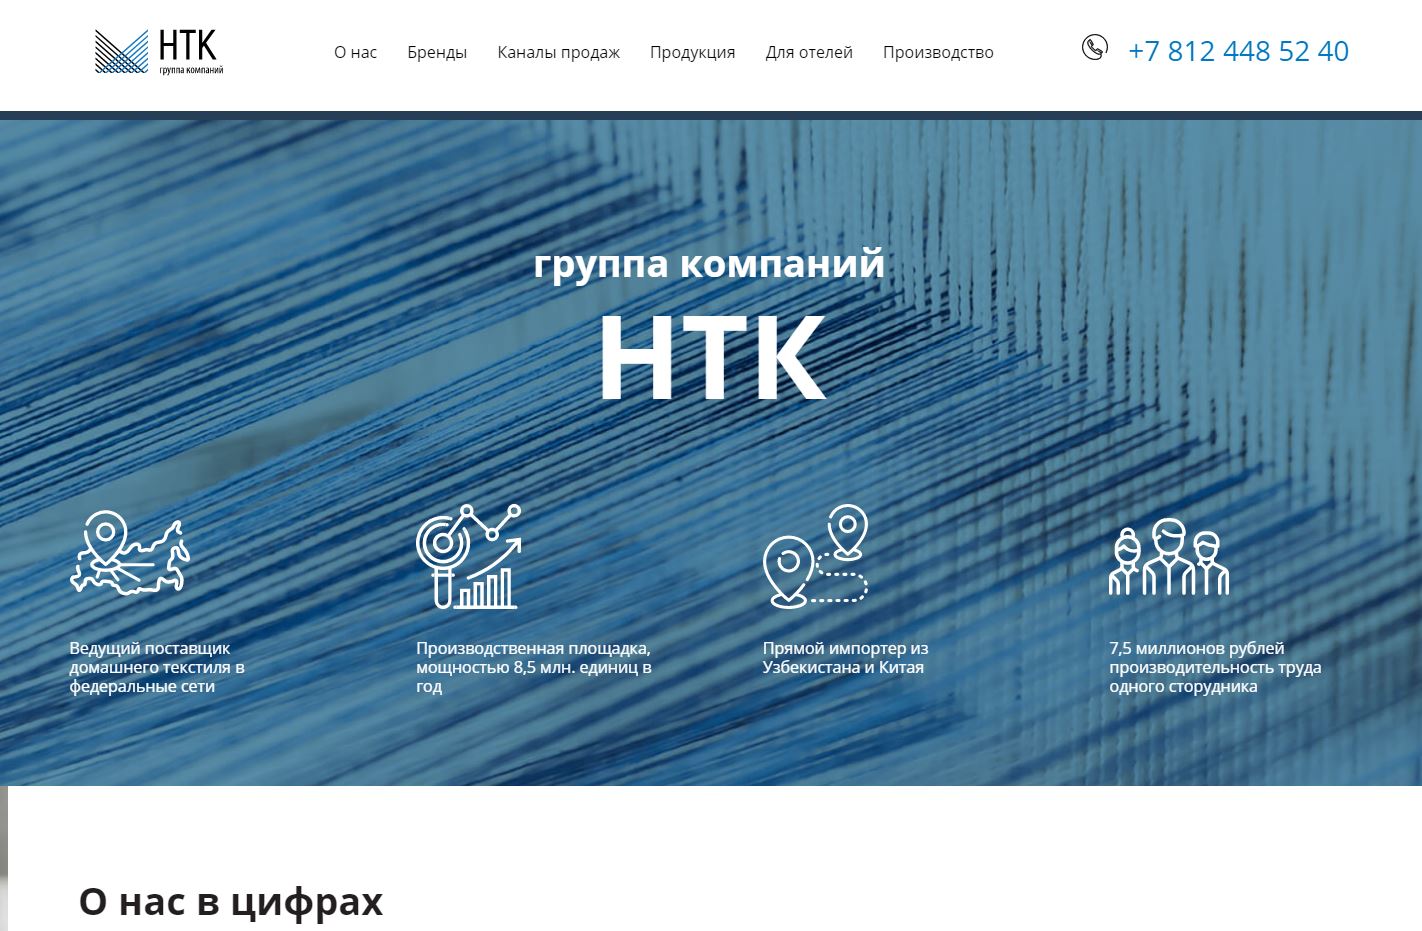 НТК
группа компаний
О нас
Бренды
Каналы продаж
Продукция
Для отелей
Производство
+7 812 448 52 40
группа компаний
НТК
Ведущий поставщик
домашнего текстиля в
федеральные сети
Производственная площадка,
мощностью 8,5 млн. единиц в
год
Прямой импортер из
Узбекистана и Китая
7,5 миллионов рублей
производительность труда
одного сторудника
О нас в цифрах